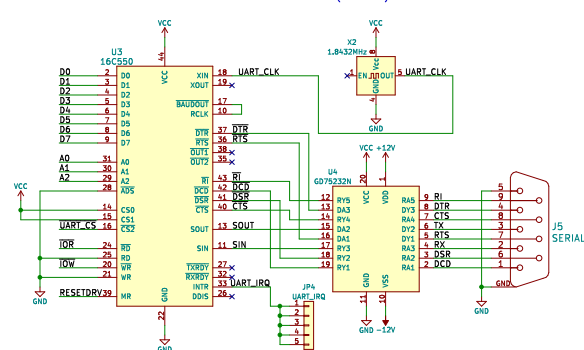 VCC
U3
16C550
44
VCC
D0 2 D0
D1 3 D1
D2 4 D2
D3 5 D3
D4 6 D4
D5 7 D5
D6 8 D6
D7 9 D7
A0 31 A0
A1 30 A1
A2 29 A2
28 ADS
VCC
14 CS0
15 CS1
UART_CS 16 CS2
IOR 24 RD
25 RD
IOW 20 WR
21 WR
GND
RESETDRV 39 MR
GND
22
GND
XIN 18 UART_CLK
XOUT 19
BAUDOUT 17
RCLK 10
DTR 37 DTR
RTS 36 RTS
OUT1 38
OUT2 35
RI 43 RI
DCD 42 DCD
DSR 41 DSR
CTS 40 CTS
SOUT 13 SOUT
SIN 11 SIN
TXRDY 27
RXRDY 32
INTR 33 UART_IRQ
DDIS 26
VCC
X2
1.8432MHz
8
Vcc
1 EN OUT 5 UART_CLK
GND
4
GND
JP4
UART_IRQ
1
2
3
4
5
VCC +12V
U4
GD75232N
20 1
VCC VDD
12 RY5 RA5 9 RI
13 DA3 DY3 8 DTR
14 RY4 RA4 7 CTS
15 DA2 DY2 6 TX
16 DA1 DY1 5 RTS
17 RY3 RA3 4 RX
18 RY2 RA2 3 DSR
19 RY1 RA1 2 DCD
GND VSS
11 10
GND -12V
5
9
4
8
3
7
2
6
1
GND
J5
SERIAL
GND